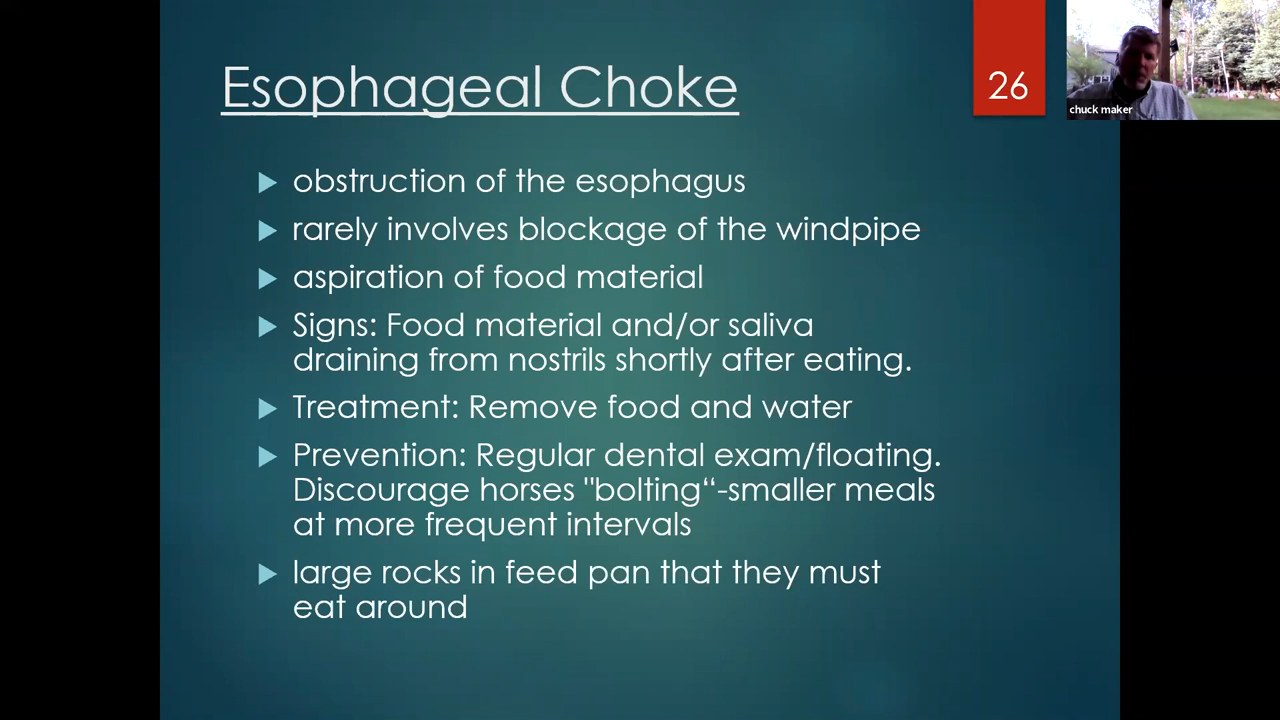 Esophageal Choke
26
chuck maker
obstruction of the esophagus
rarely involves blockage of the windpipe
aspiration of food material
Signs: Food material and/or saliva
draining from nostrils shortly after eating.
Treatment: Remove food and water
Prevention: Regular dental exam/floating.
Discourage horses "bolting“-smaller meals
at more frequent intervals
large rocks in feed pan that they must
eat around